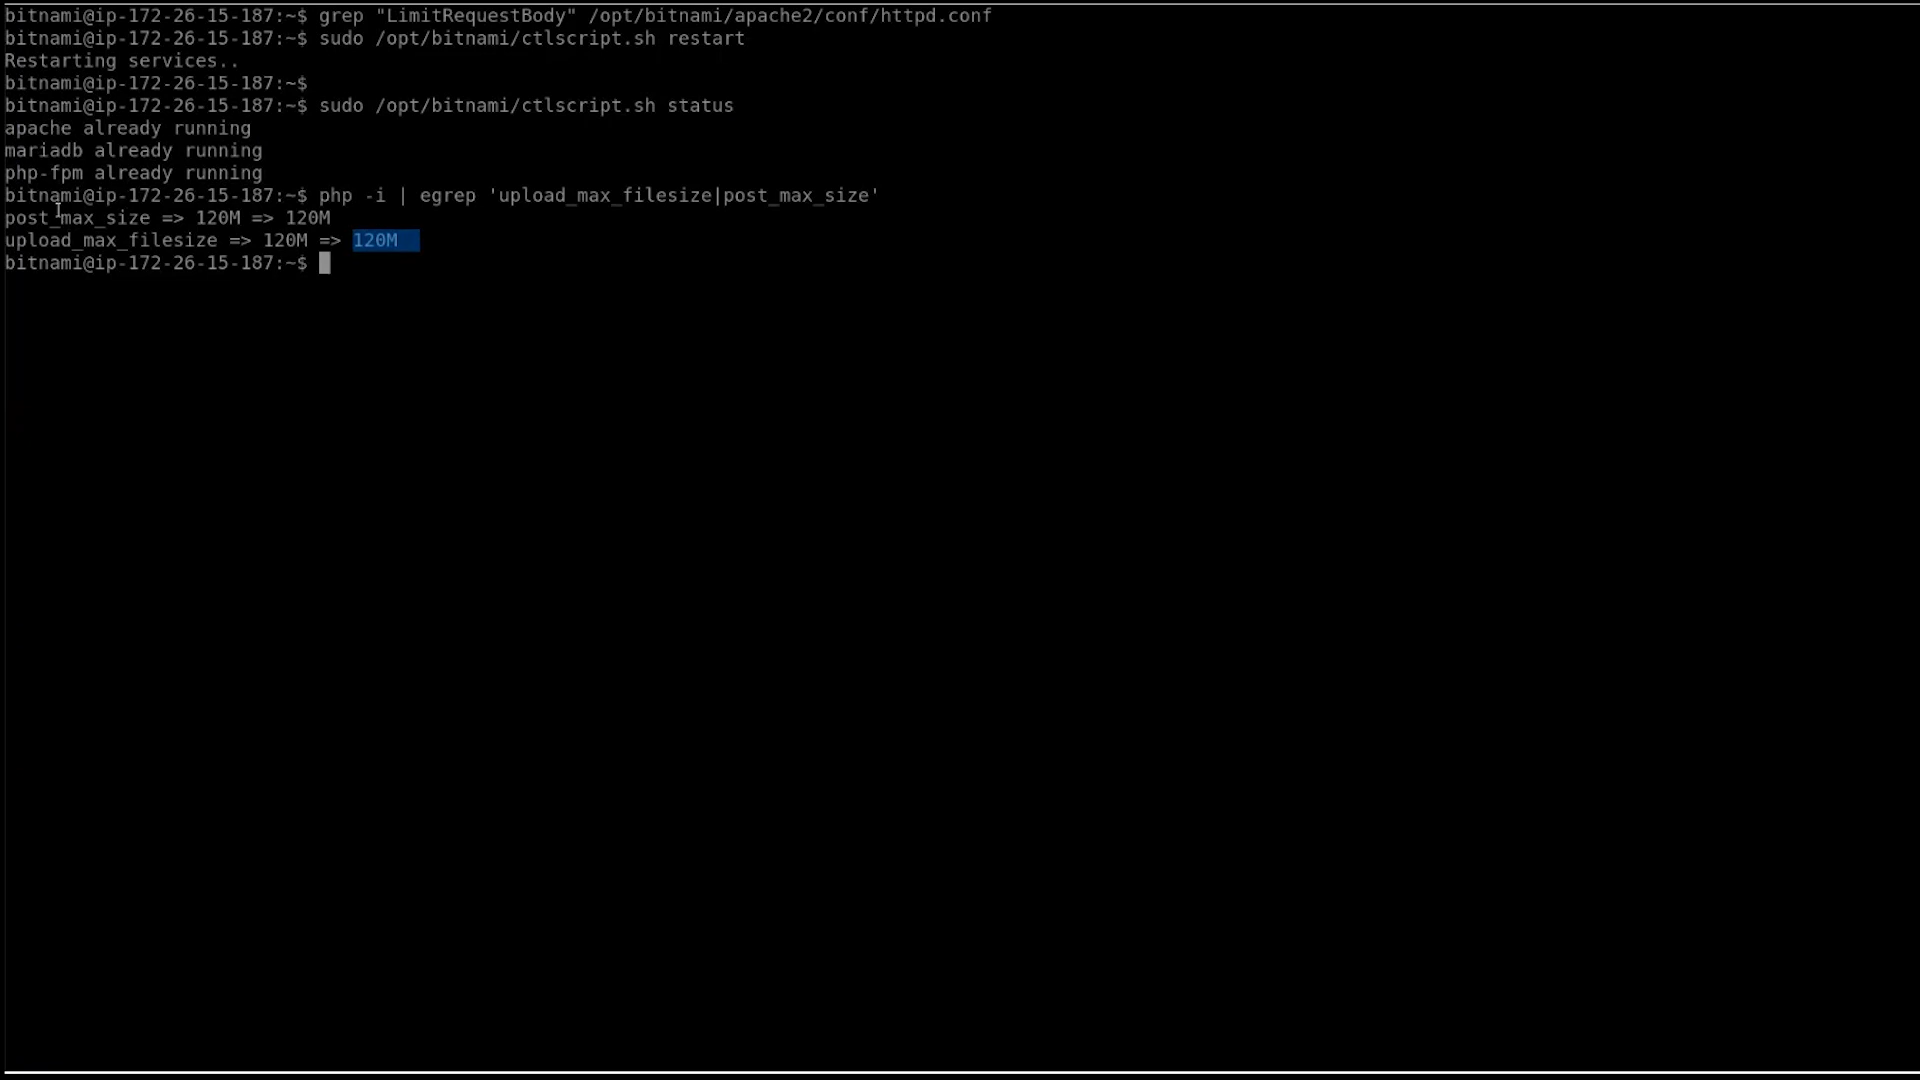 bitnami@ip-172-26-15-187:~$ grep "LimitRequestBody" /opt/bitnami/apache2/conf/httpd.conf
bitnami@ip-172-26-15-187:~$ sudo /opt/bitnami/ctlscript.sh restart
Restarting services..
bitnami@ip-172-26-15-187:~$
bitnami@ip-172-26-15-187:~$ sudo /opt/bitnami/ctlscript.sh status
apache already running
mariadb already running
php-fpm already running
bitnami@ip-172-26-15-187:~$ php -i | egrep 'upload_max_filesize|post_max_size'
post_max_size => 120M => 120M
upload_max_filesize => 120M => 120M
bitnami@ip-172-26-15-187:~$